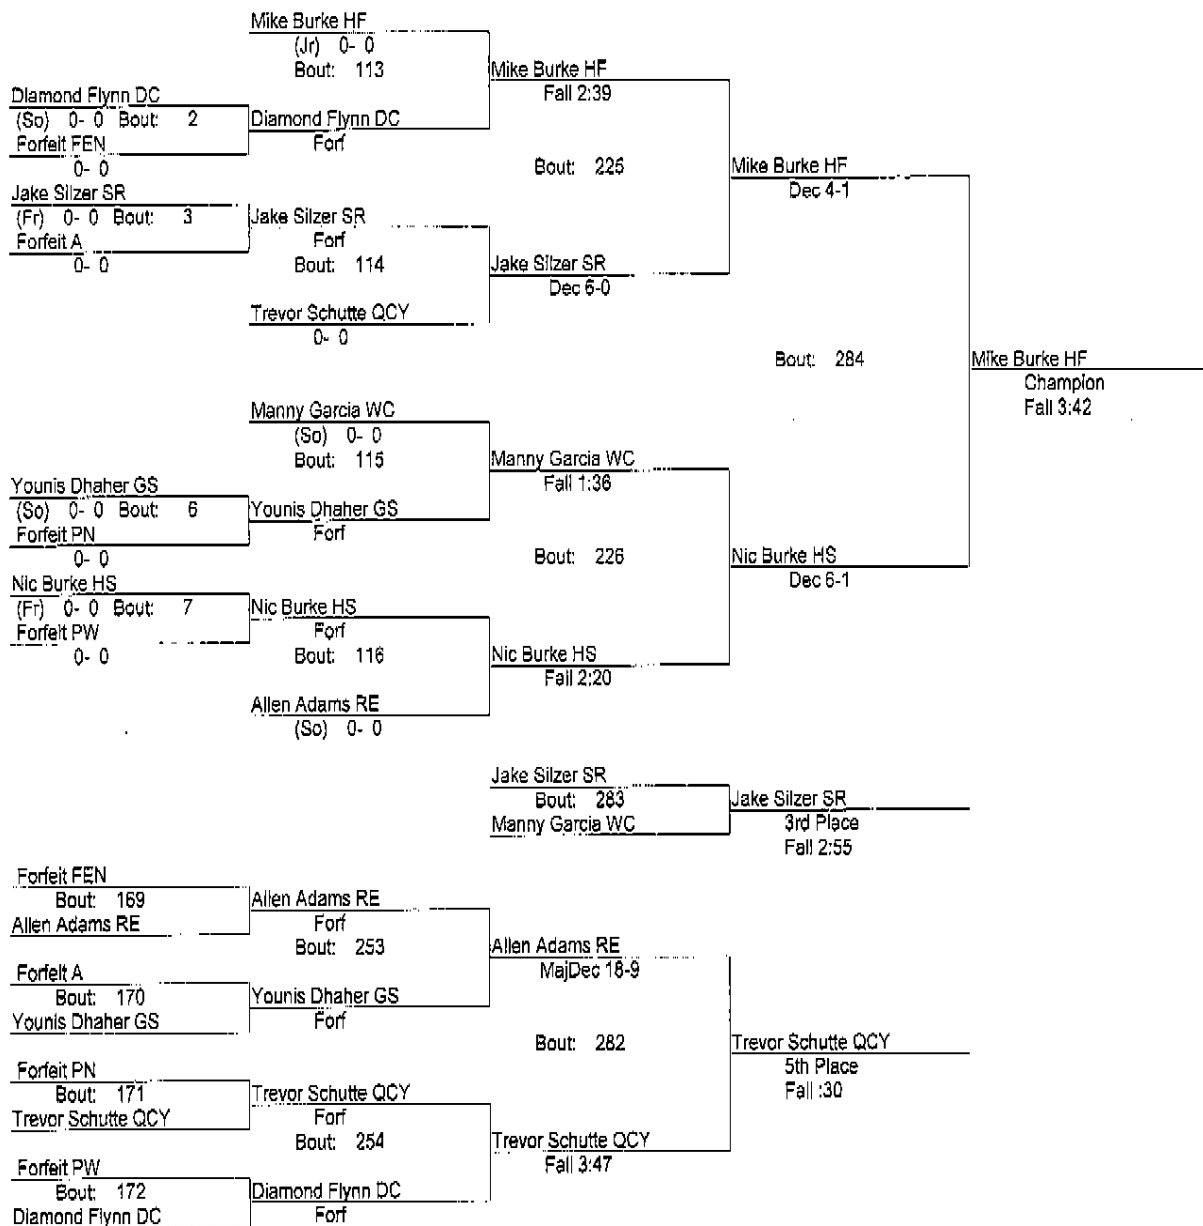 Mike Burke HF
(Jr) 0- 0
Bout: 113
Mike Burke HF
Fall 2:39
Diamond Flynn DC
(So) 0- 0 Bout: 2
Forfeit FEN
0- 0
Diamond Flynn DC
Forf
Bout: 225
Mike Burke HF
Dec 4-1
Jake Silzer SR
(Fr) 0- 0 Bout: 3
Forfeit A
0- 0
Jake Silzer SR
Forf
Bout: 114
Jake Silzer SR
Dec 6-0
Trevor Schutte QCY
0- 0
Bout: 284
Mike Burke HF
Champion
Fall 3:42
Manny Garcia WC
(So) 0- 0
Bout: 115
Manny Garcia WC
Fall 1:36
Younis Dhaher GS
(So) 0- 0 Bout: 6
Forfeit PN
0- 0
Younis Dhaher GS
Forf
Bout: 226
Nic Burke HS
Dec 6-1
Nic Burke HS
(Fr) 0- 0 Bout: 7
Forfeit PW
0- 0
Nic Burke HS
Forf
Bout: 116
Nic Burke HS
Fall 2:20
Allen Adams RE
(So) 0- 0
Jake Silzer SR
Bout: 283
Manny Garcia WC
Jake Silzer SR
3rd Place
Fall 2:55
Forfeit FEN
Bout: 169
Allen Adams RE
Allen Adams RE
Forf
Bout: 253
Allen Adams RE
MajDec 18-9
Forfeit A
Bout: 170
Younis Dhaher GS
Younis Dhaher GS
Forf
Bout: 282
Trevor Schutte QCY
5th Place
Fall :30
Forfeit PN
Bout: 171
Trevor Schutte QCY
Trevor Schutte QCY
Forf
Bout: 254
Trevor Schutte QCY
Fall 3:47
Forfeit PW
Bout: 172
Diamond Flynn DC
Diamond Flynn DC
Forf